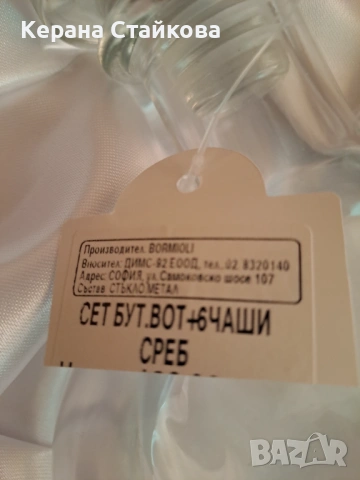 Керана Стайкова
Производител. BORMIOLI
Вносител: ДИМС-92 ЕООД, тел.:02 8320140
Адрес: СОФИЯ, ул. Самоковско шосе 107
Състав СТЪКЛО МЕТАЛ
СЕТ БУТ.ВОТ+6ЧАШИ
СРЕБ
BAZAR